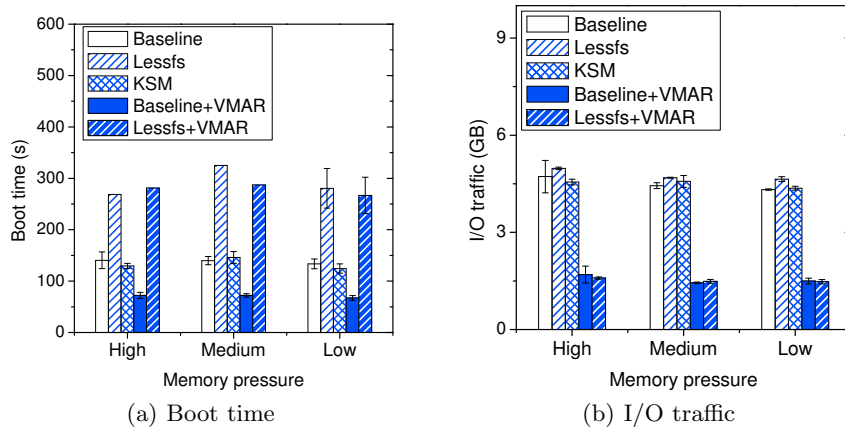 600
500
400
300
200
100
0
Boot time (s)
Baseline
Lessfs
KSM
Baseline+VMAR
Lessfs+VMAR
High Medium Low
Memory pressure
(a) Boot time
9
6
3
0
I/O traffic (GB)
Baseline
Lessfs
KSM
Baseline+VMAR
Lessfs+VMAR
High Medium Low
Memory pressure
(b) I/O traffic